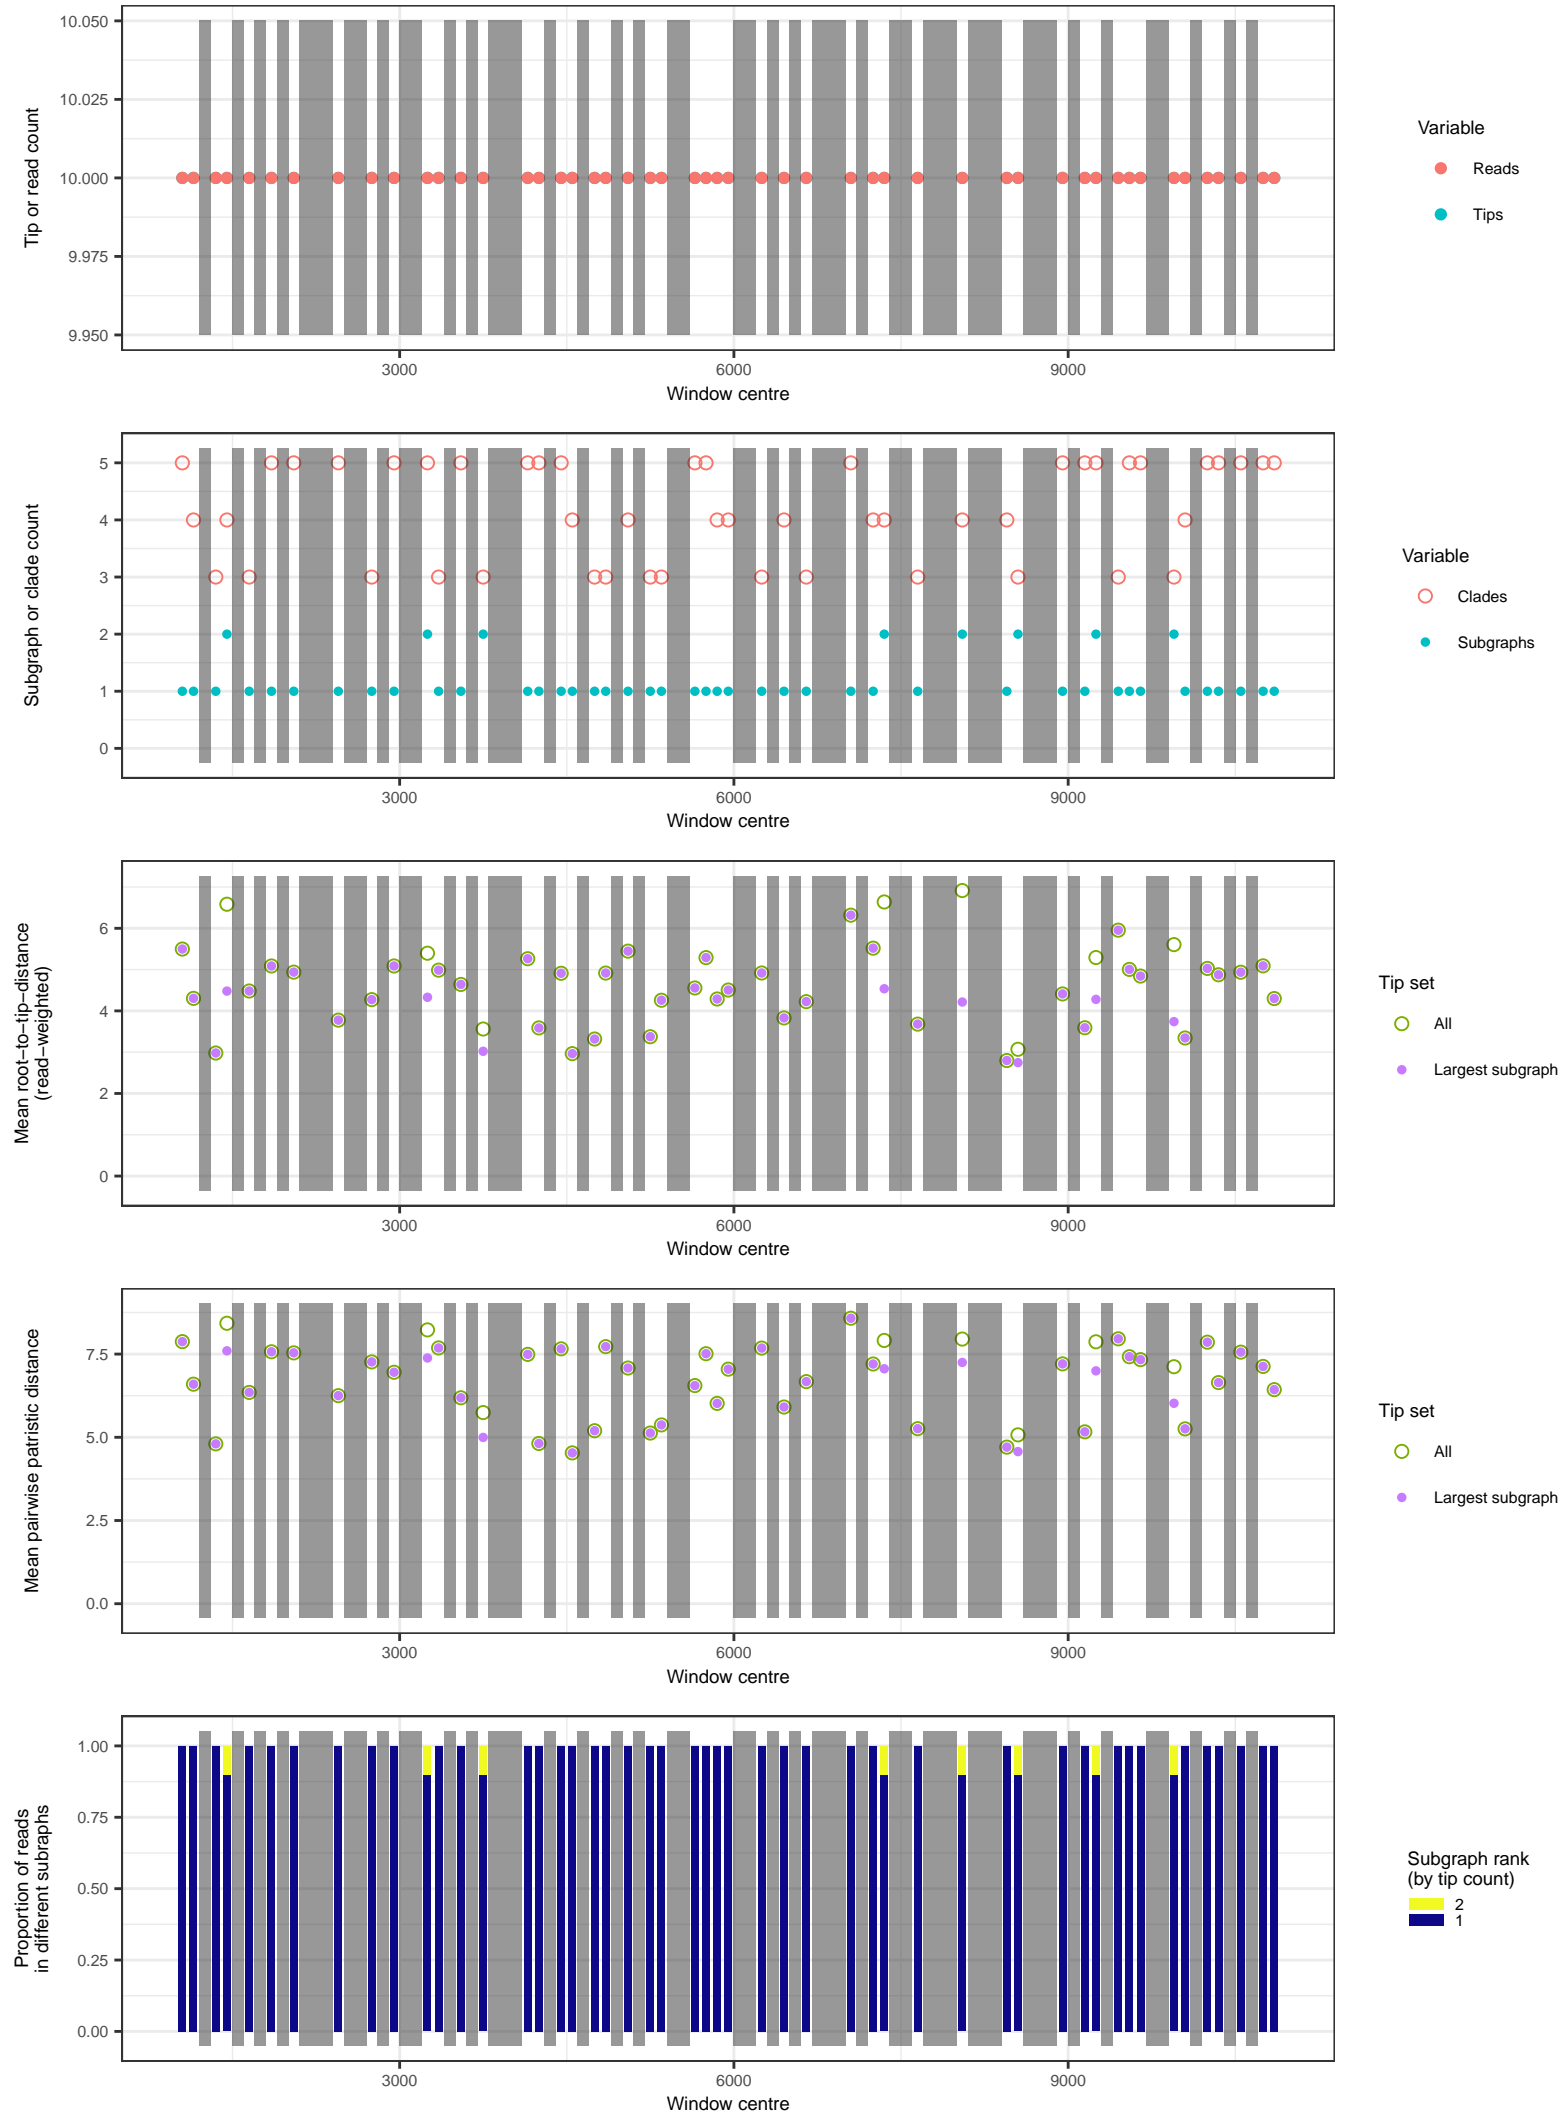 10.050
10.025
10.000
9.975
9.950
Tip or read count
3000
6000
9000
Window centre
Variable
Reads
Tips
5
4
3
2
1
0
Subgraph or clade count
3000
6000
9000
Window centre
Variable
Clades
Subgraphs
6
4
2
0
Mean root−to−tip−distance
(read−weighted)
3000
6000
9000
Window centre
Tip set
All
Largest subgraph
7.5
5.0
2.5
0.0
Mean pairwise patristic distance
3000
6000
9000
Window centre
Tip set
All
Largest subgraph
1.00
0.75
0.50
0.25
0.00
Proportion of reads
in different subraphs
3000
6000
9000
Window centre
Subgraph rank
(by tip count)
2
1